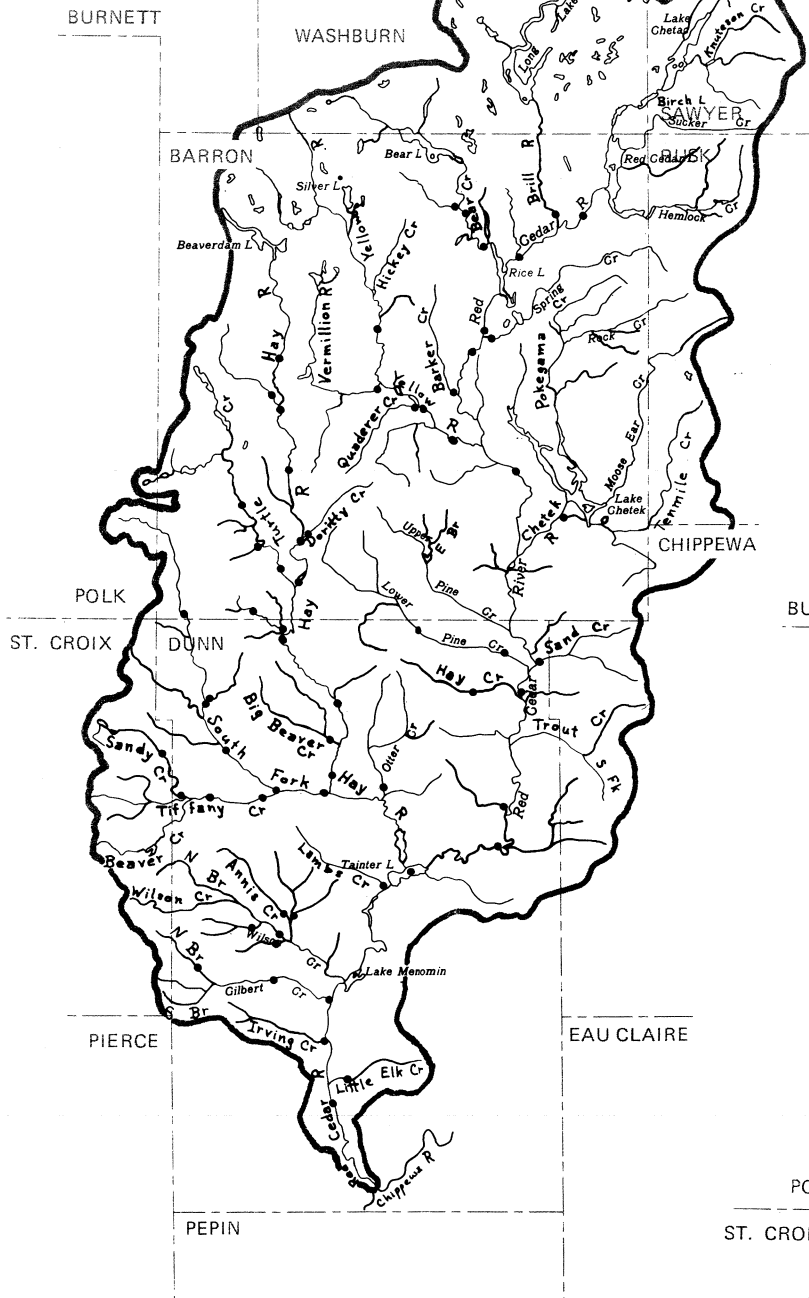 BURNETT
WASHBURN
Lake
Long
Lake
Chetac
Knuteson Cr
Birch L
SAWYER
Sucker Cr
BARRON
Bear L
R
Brill R
Red Cedar L
RUSK
Silver L
Bear Cr
Yellow
Hickey Cr
Cedar R
Hemlock Cr
Beaverdam L
Rice L
Cr
Spring
Cr
Hay R
Vermillion R
Barker Cr
Red
Pokegama
Rock Cr
Yellow
R
Quaderer Cr
Cr
Turtle
R
Doritty Cr
Moose Ear Cr
Tenmile Cr
Lake
Chetek
Chetek
R
CHIPPEWA
Upper
Br
Pine
Cr
Lower
Pine Cr
River
POLK
ST. CROIX
DUNN
Hay
BU
Sand Cr
Hay Cr
Cedar
Big Beaver
Cr
South
Fork
Hay
R
Otter Cr
Trout Cr
S Fk
Sandy Cr
Tiffany Cr
Red
Beaver Cr
N Br
Annis Cr
Lambs Cr
Tainter L
Wilson Cr
Wilson
Cr
N Br
Lake Menomin
Gilbert Cr
S Br
Irving Cr
PIERCE
EAU CLAIRE
R
Little Elk Cr
Cedar
Red
Chippewa R
PEPIN
ST. CROI